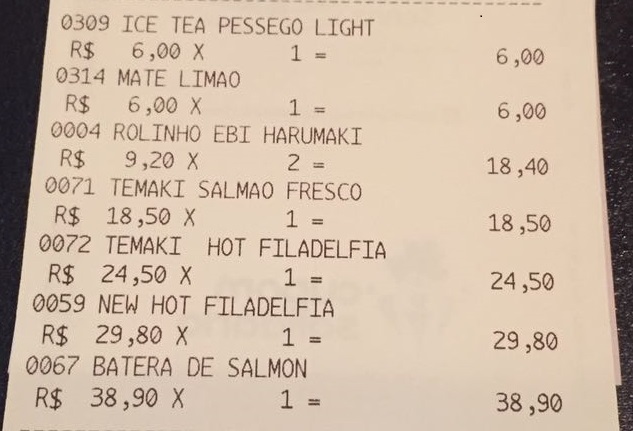 0309 ICE TEA PESSEGO LIGHT
R$ 6,00 X 1 = 6,00
0314 MATE LIMAO
R$ 6,00 X 1 = 6,00
0004 ROLINHO EBI HARUMAKI
R$ 9,20 X 2 = 18,40
0071 TEMAKI SALMAO FRESCO
R$ 18,50 X 1 = 18,50
0072 TEMAKI HOT FILADELFIA
R$ 24,50 X 1 = 24,50
0059 NEW HOT FILADELFIA
R$ 29,80 X 1 = 29,80
0067 BATERA DE SALMON
R$ 38,90 X 1 = 38,90